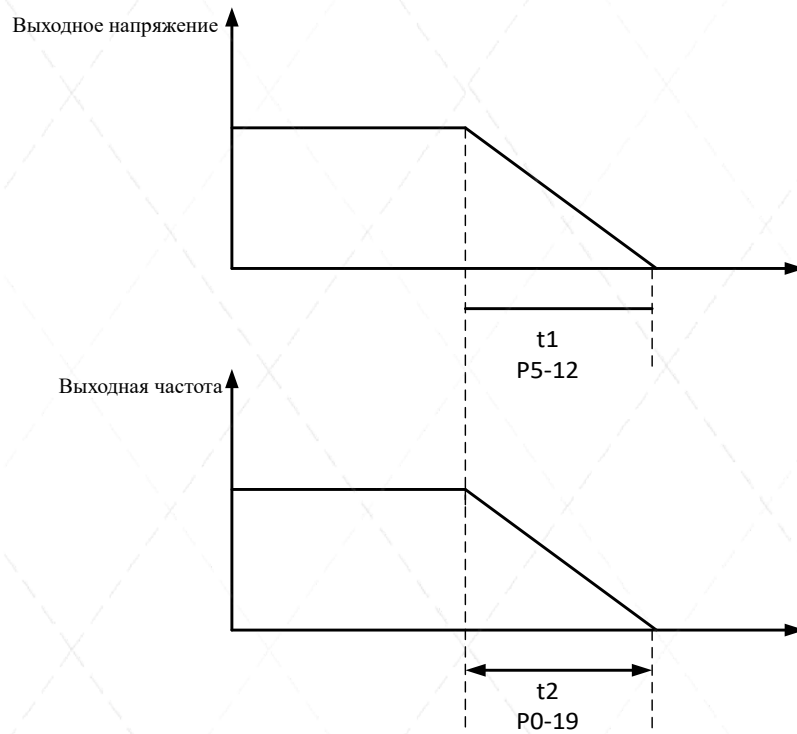 Выходное напряжение
t1
P5-12
Выходная частота
t2
P0-19